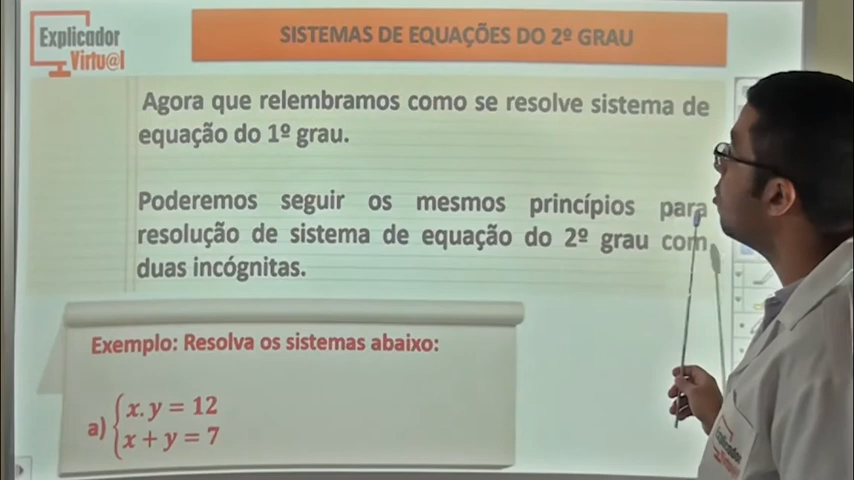 Explicador
Virtu@l
SISTEMAS DE EQUAÇÕES DO 2º GRAU
Agora que relembramos como se resolve sistema de
equação do 1º grau.
Poderemos seguir os mesmos princípios para
resolução de sistema de equação do 2º grau com
duas incógnitas.
Exemplo: Resolva os sistemas abaixo:
a) { x. y = 12
x + y = 7
Explicador